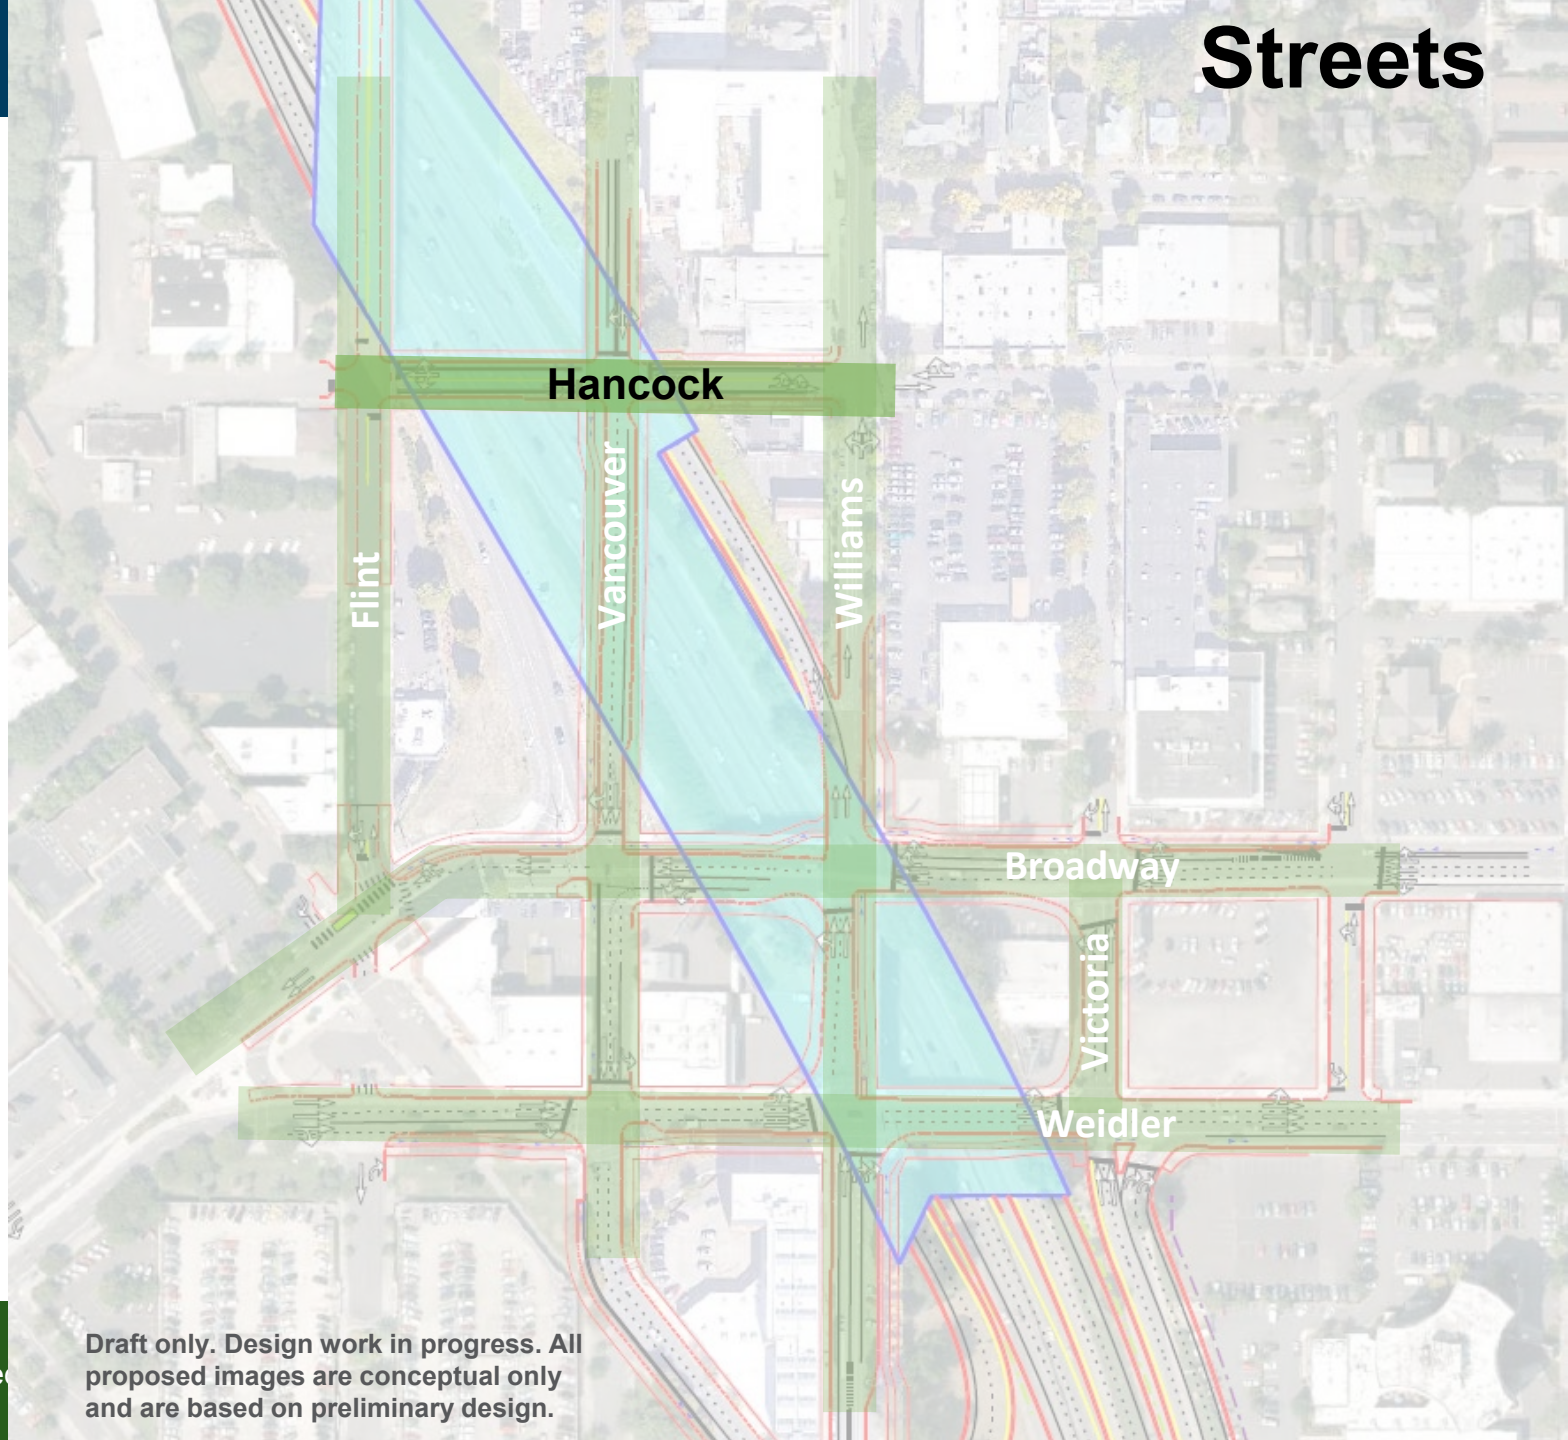 Streets
Hancock
Vancouver
Williams
Flint
Broadway
Victoria
Weidler
Draft only. Design work in progress. All
proposed images are conceptual only
and are based on preliminary design.